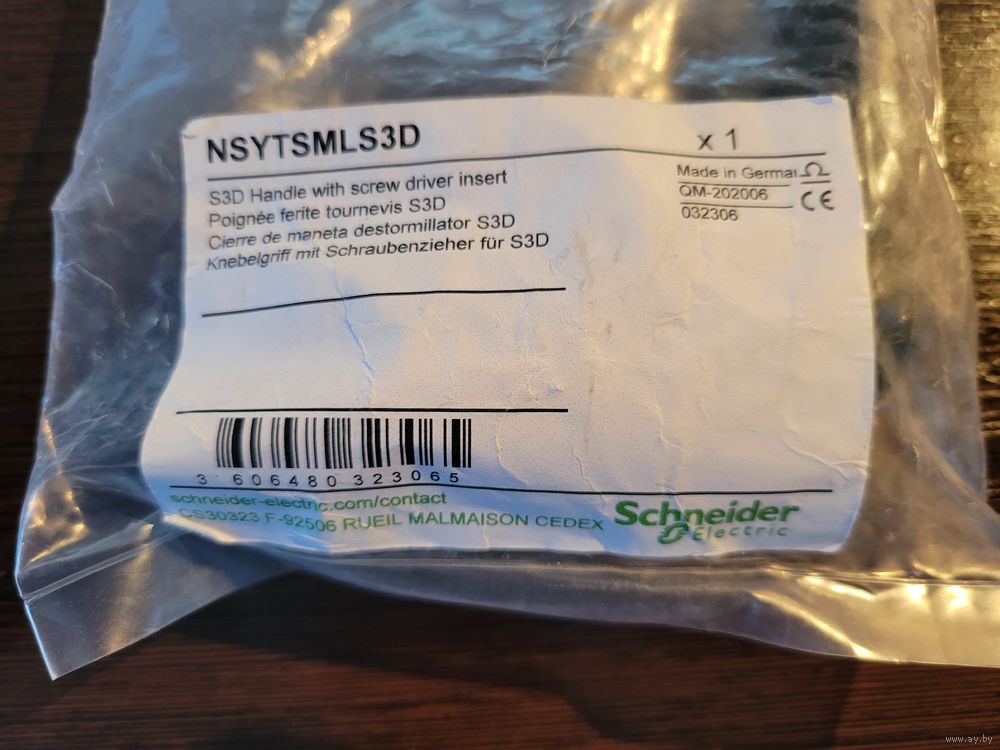 NSYTSMLS3D
x 1
S3D Handle with screw driver insert
Poignée ferite tournevis S3D
Cierre de maneta destormillator S3D
Knebelgriff mit Schraubenzieher für S3D
Made in Germa
QM-202006
032306
CE
3 606480 323065
schneider-electric.com/contact
CS30323 F-92506 RUEIL MALMAISON CEDEX
Schneider
Electric
www.ay.by